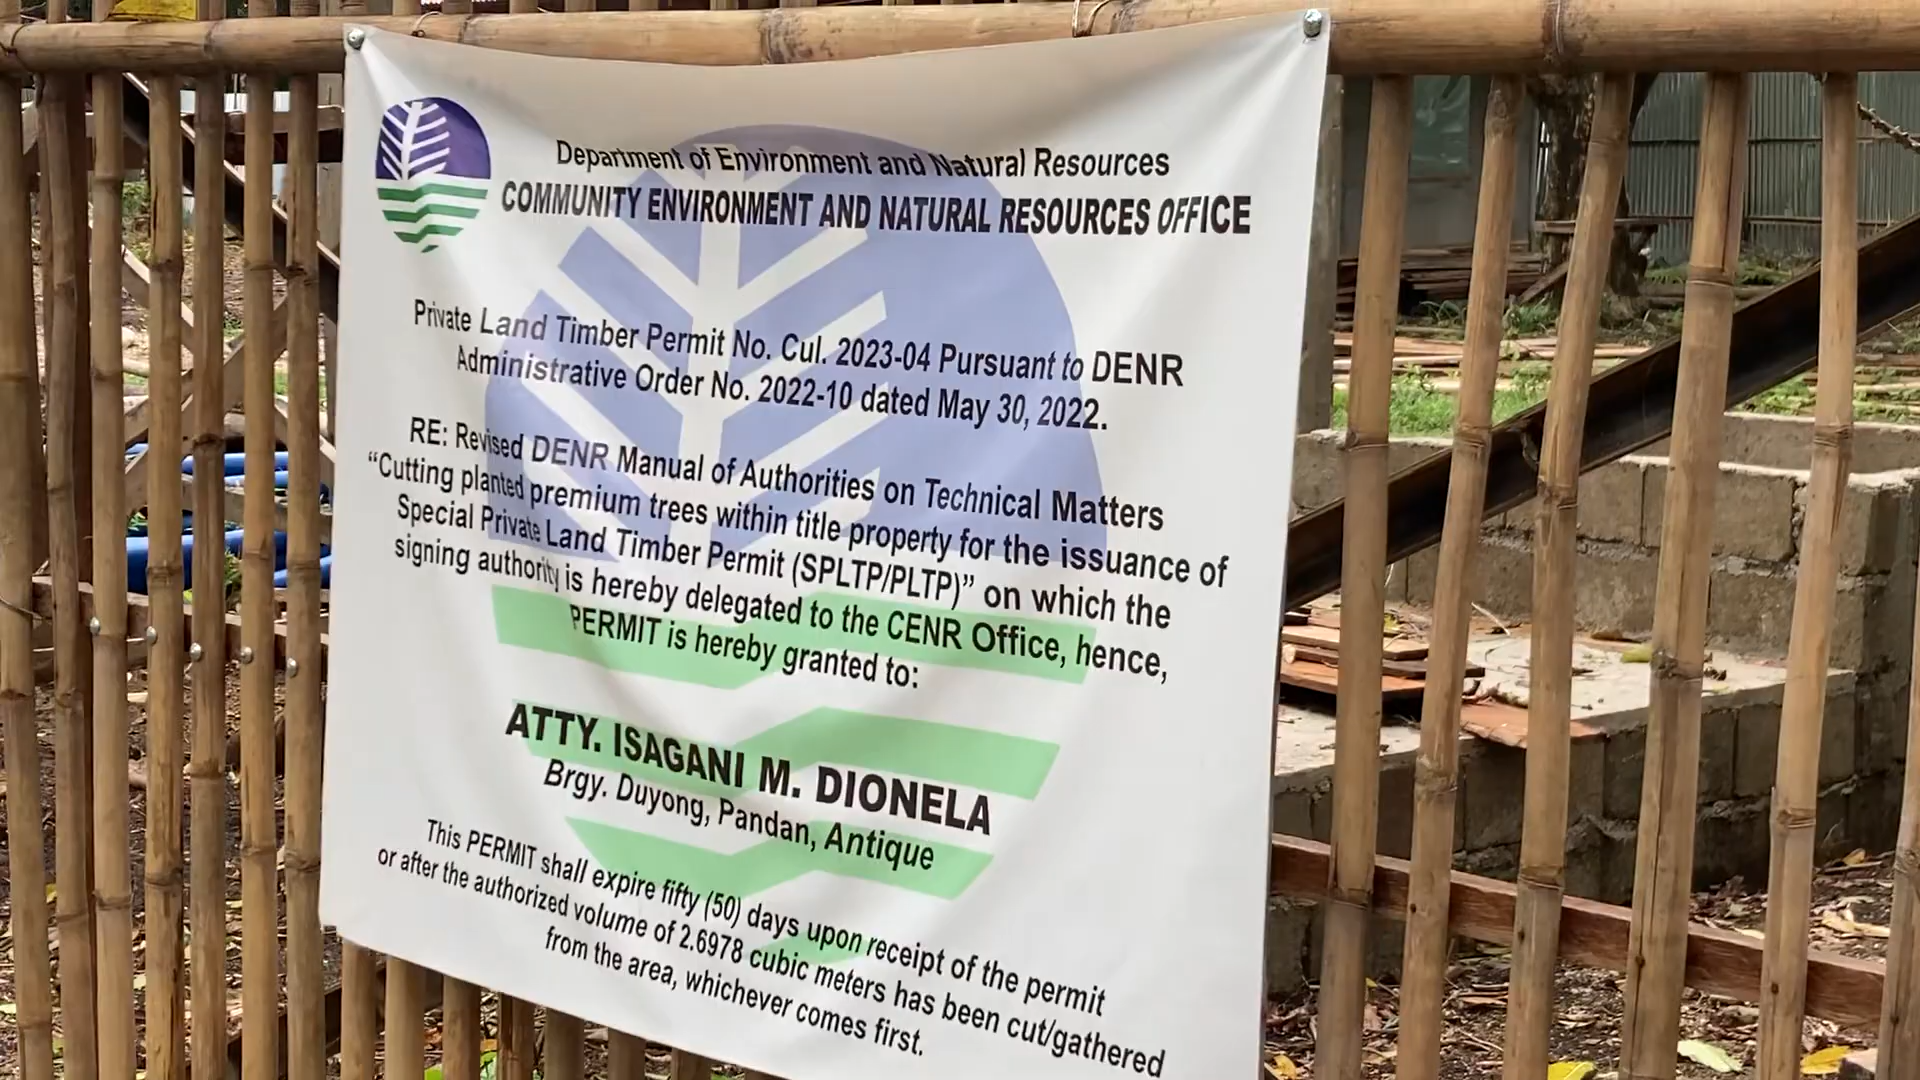 Department of Environment and Natural Resources
COMMUNITY ENVIRONMENT AND NATURAL RESOURCES OFFICE
Private Land Timber Permit No. Cul. 2023-04 Pursuant to DENR
Administrative Order No. 2022-10 dated May 30, 2022.
RE: Revised DENR Manual of Authorities on Technical Matters
“Cutting planted premium trees within title property for the issuance of
Special Private Land Timber Permit (SPLTP/PLTP)” on which the
signing authority is hereby delegated to the CENR Office, hence,
PERMIT is hereby granted to:
ATTY. ISAGANI M. DIONELA
Brgy. Duyong, Pandan, Antique
This PERMIT shall expire fifty (50) days upon receipt of the permit
or after the authorized volume of 2.6978 cubic meters has been cut/gathered
from the area, whichever comes first.